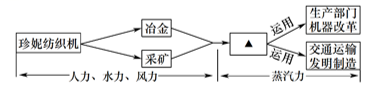 珍妮纺织机
冶金
采矿
▲
运用
运用
生产部门
机器改革
交通运输
发明制造
人力、水力、风力
蒸汽力